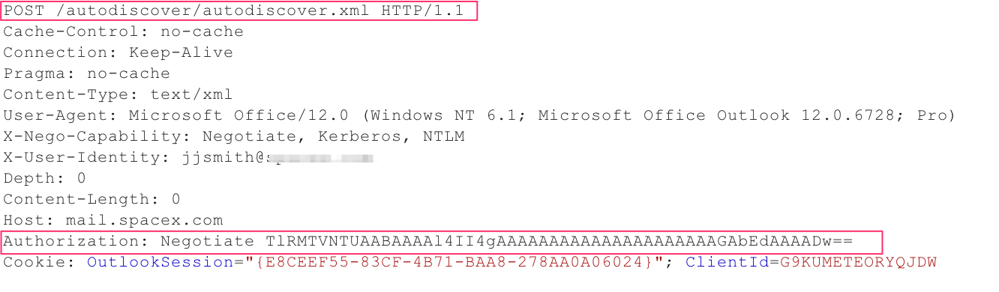 POST /autodiscover/autodiscover.xml HTTP/1.1
Cache-Control: no-cache
Connection: Keep-Alive
Pragma: no-cache
Content-Type: text/xml
User-Agent: Microsoft Office/12.0 (Windows NT 6.1; Microsoft Office Outlook 12.0.6728; Pro)
X-Nego-Capability: Negotiate, Kerberos, NTLM
X-User-Identity: jjsmith@
Depth: 0
Content-Length: 0
Host: mail.spacex.com
Authorization: Negotiate TlRMTVNTUAABAAAAl4II4gAAAAAAAAAAAAAAAAAAAAAGAbEdAAAADw==
Cookie: OutlookSession="{E8CEEF55-83CF-4B71-BAA8-278AA0A06024}"; ClientId=G9KUMETEORYQJDW